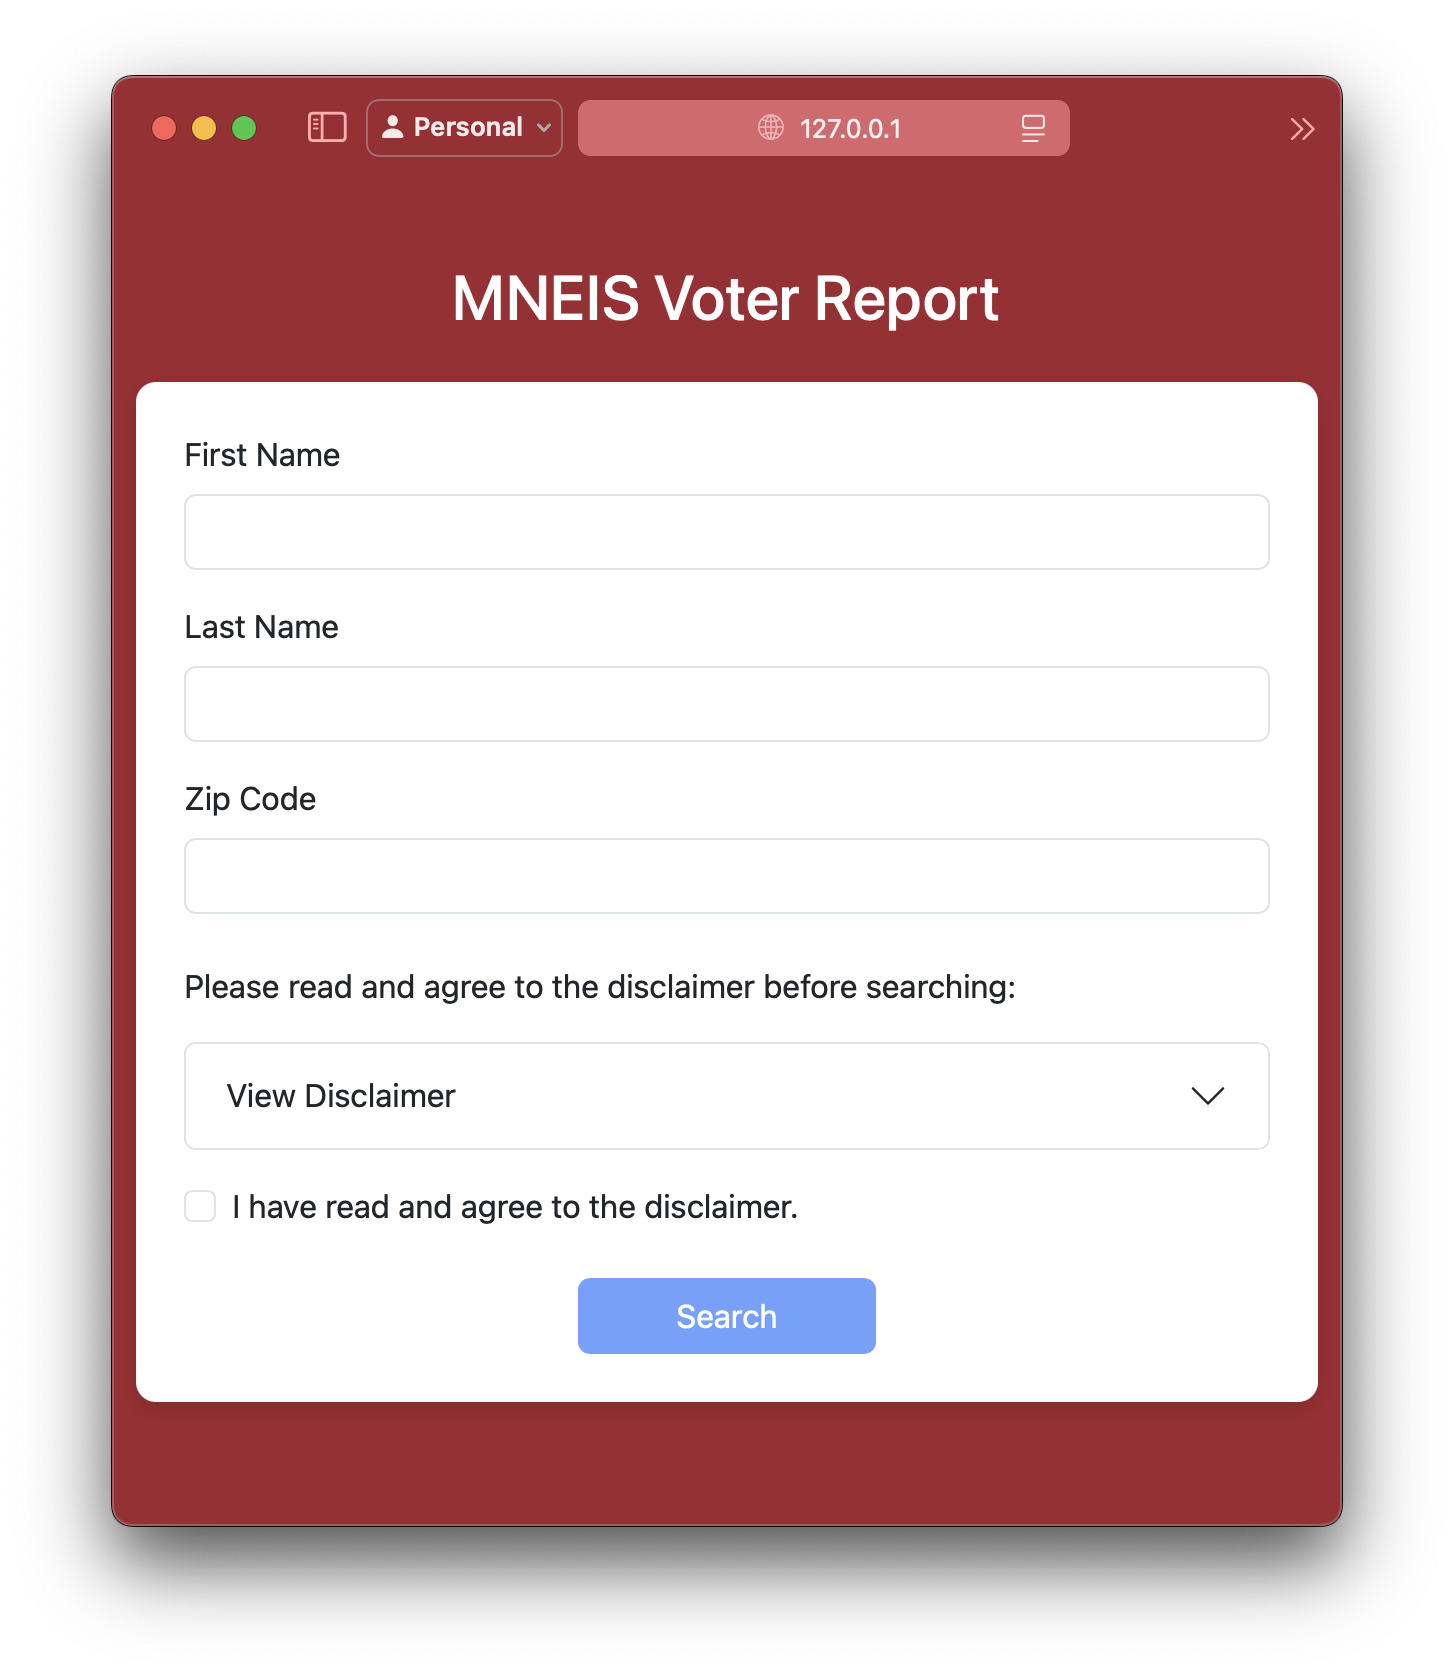 Personal
127.0.0.1
MNEIS Voter Report
First Name
Last Name
Zip Code
Please read and agree to the disclaimer before searching:
View Disclaimer
I have read and agree to the disclaimer.
Search